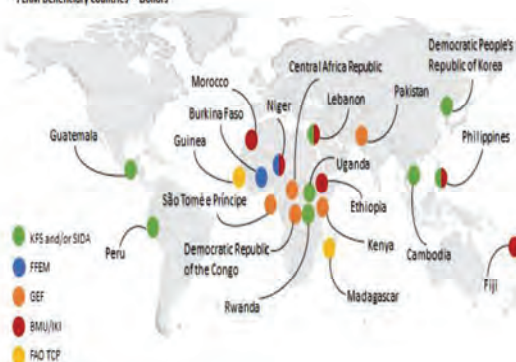 Democratic People's
Republic of Korea
Central Africa Republic
Morocco
Lebanon
Pakistan
Burkina Faso
Niger
Philippines
Guatemala
Guinea
Uganda
São Tomé e Príncipe
Ethiopia
KFS and/or SIDA
Peru
Democratic Republic
of the Congo
Kenya
Cambodia
FFEM
GEF
Rwanda
Madagascar
Fiji
BMU/IKI
FAO TCP